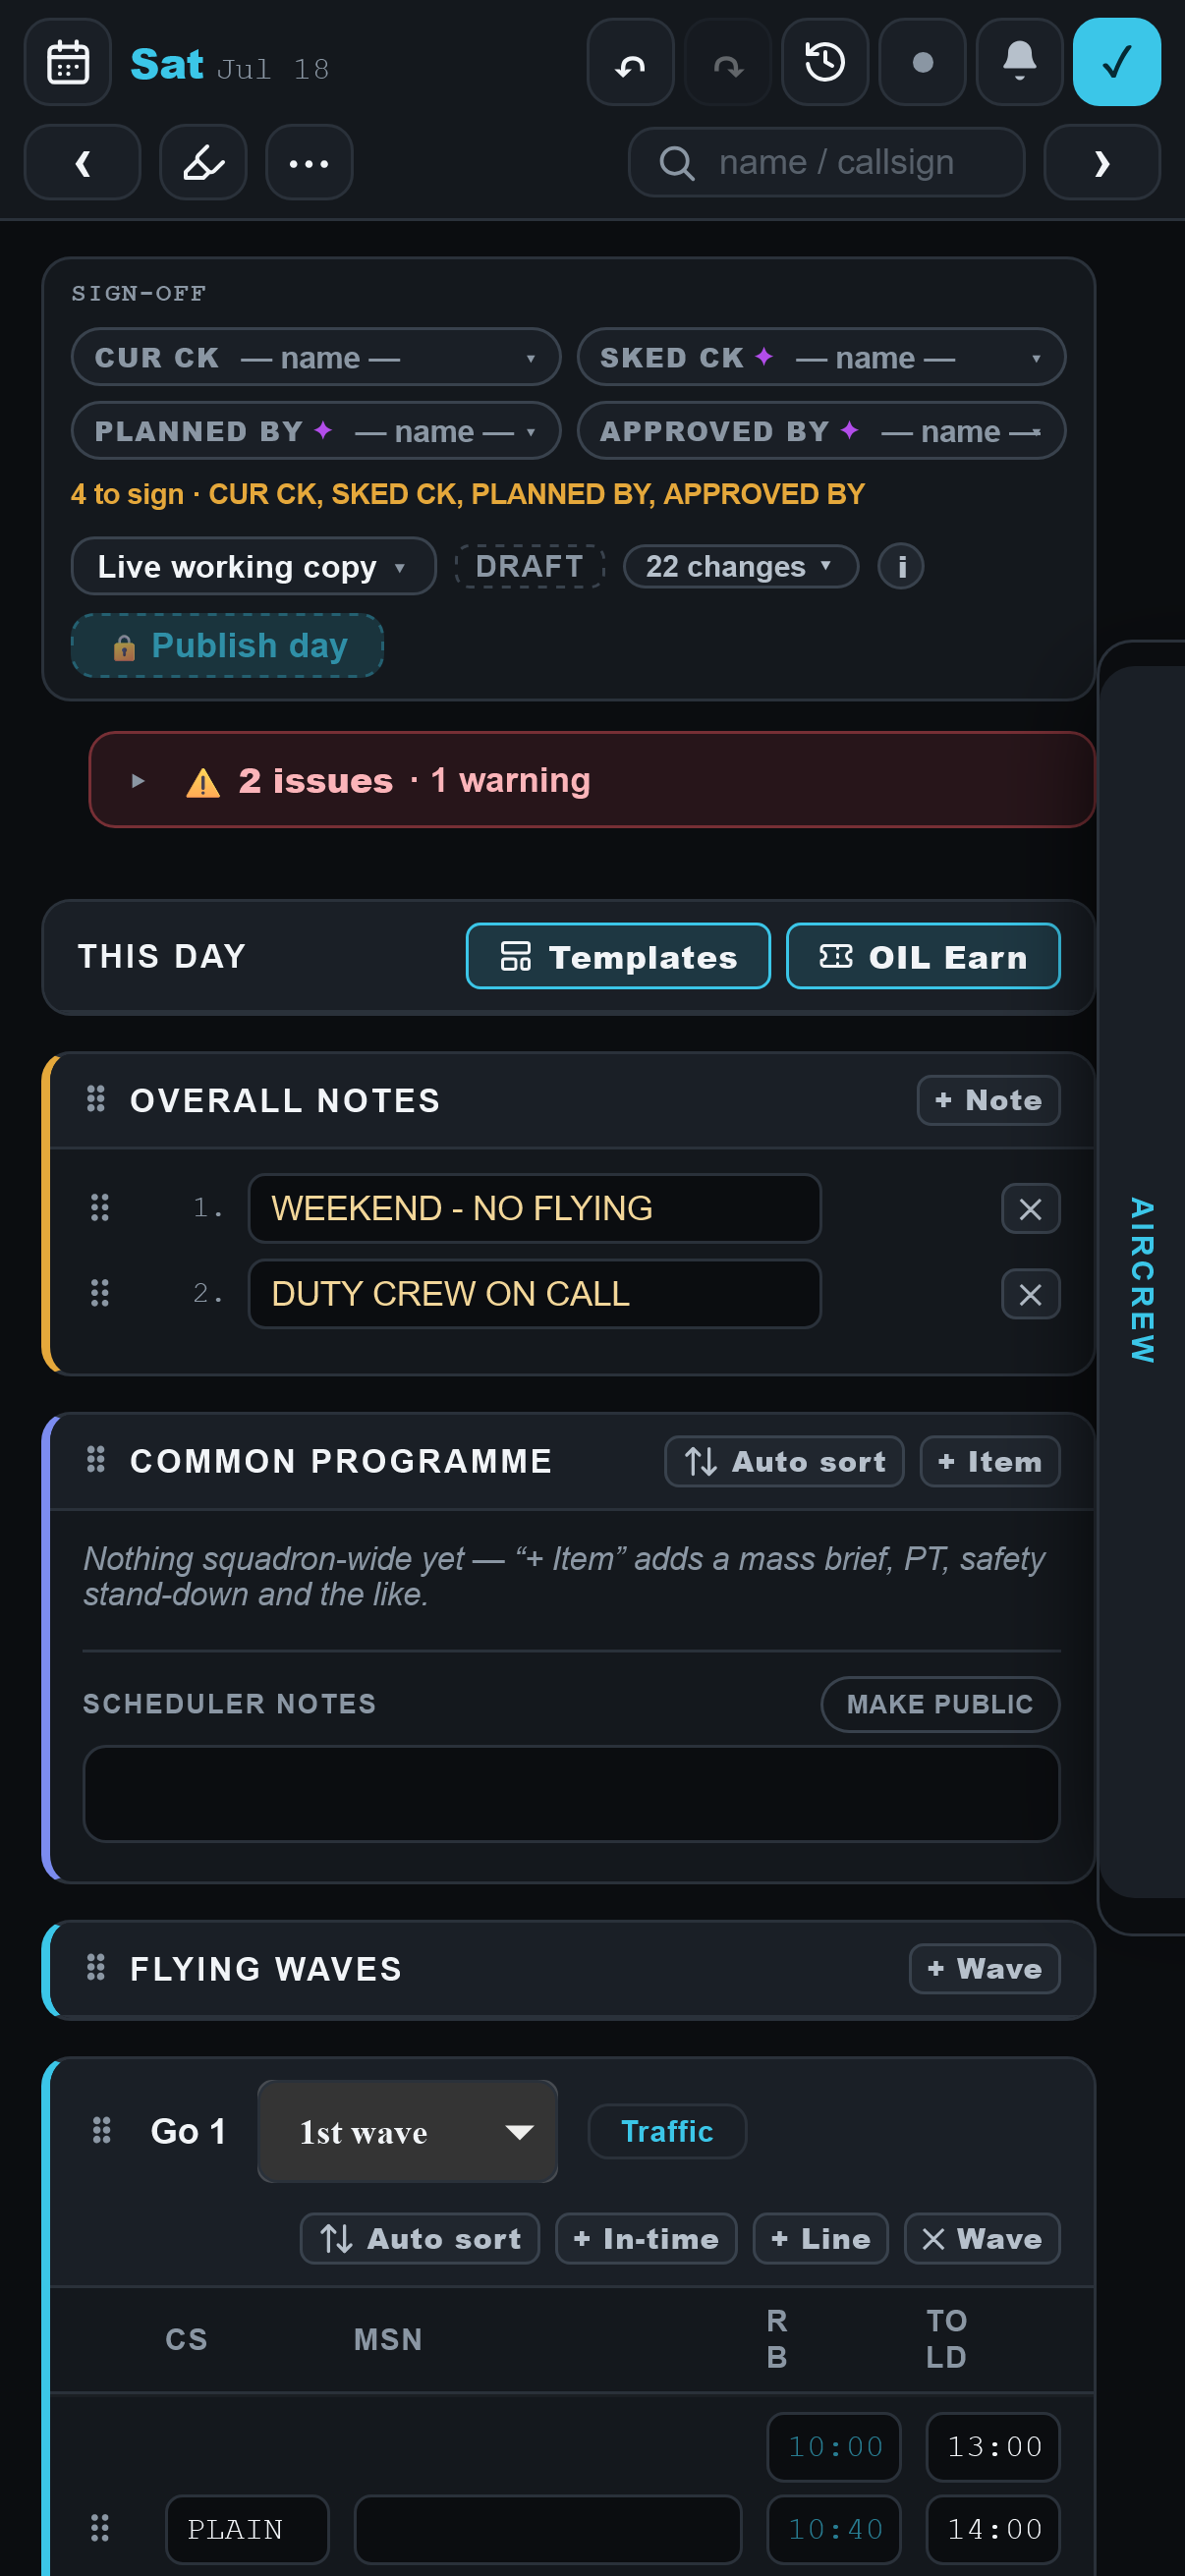 Sat Jul 18
name / callsign
SIGN-OFF
CUR CK — name —
SKED CK — name —
PLANNED BY — name —
APPROVED BY — name —
4 to sign · CUR CK, SKED CK, PLANNED BY, APPROVED BY
Live working copy DRAFT 22 changes i
Publish day
2 issues · 1 warning
THIS DAY Templates OIL Earn
AIRCREW
OVERALL NOTES + Note
1. WEEKEND - NO FLYING
2. DUTY CREW ON CALL
COMMON PROGRAMME Auto sort + Item
Nothing squadron-wide yet — “+ Item” adds a mass brief, PT, safety
stand-down and the like.
SCHEDULER NOTES MAKE PUBLIC
FLYING WAVES + Wave
Go 1 1st wave Traffic
Auto sort + In-time + Line × Wave
CS MSN R B TO LD
10:00 13:00
PLAIN 10:40 14:00